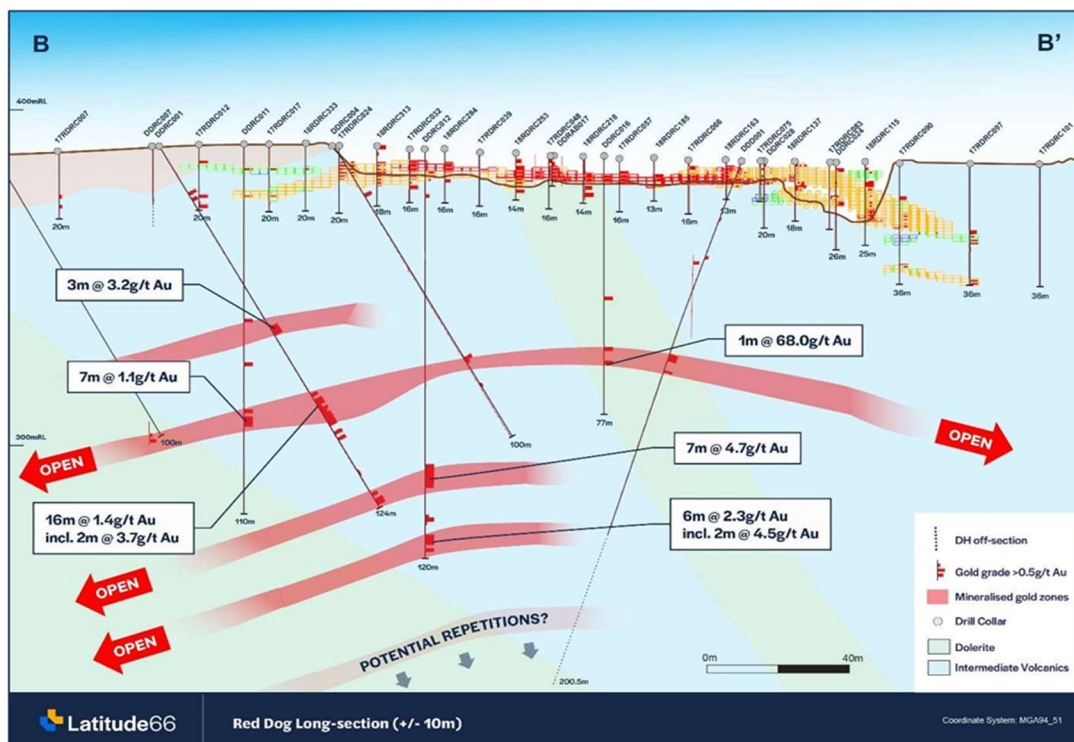 B
B'
400mRL
17RDRC007
DDRC007
DDRC001
17RDRC012
DDRC011
17RDRC017
18RDRC333
DDRC004
17RDRC024
18RDRC313
17RDRC032
DDRC012
18RDRC284
17RDRC039
18RDRC253
17RDRC048
DDRAB017
18RDRC218
DDRC016
17RDRC057
18RDRC185
17RDRC066
18RDRC163
DDD001
17RDRC075
DDRC028
18RDRC137
17RDRC083
DDRC024
18RDRC115
17RDRC090
17RDRC097
17RDRC101
20m
20m
20m
20m
20m
18m
16m
16m
16m
14m
16m
14m
16m
13m
16m
13m
20m
18m
26m
25m
36m
36m
36m
3m @ 3.2g/t Au
1m @ 68.0g/t Au
7m @ 1.1g/t Au
77m
300mRL
100m
100m
OPEN
OPEN
7m @ 4.7g/t Au
16m @ 1.4g/t Au
incl. 2m @ 3.7g/t Au
110m
124m
6m @ 2.3g/t Au
incl. 2m @ 4.5g/t Au
120m
OPEN
OPEN
POTENTIAL REPETITIONS?
200.5m
0m
40m
DH off-section
Gold grade >0.5g/t Au
Mineralised gold zones
Drill Collar
Dolerite
Intermediate Volcanics
Latitude66
Red Dog Long-section (+/- 10m)
Coordinate System: MGA94_51